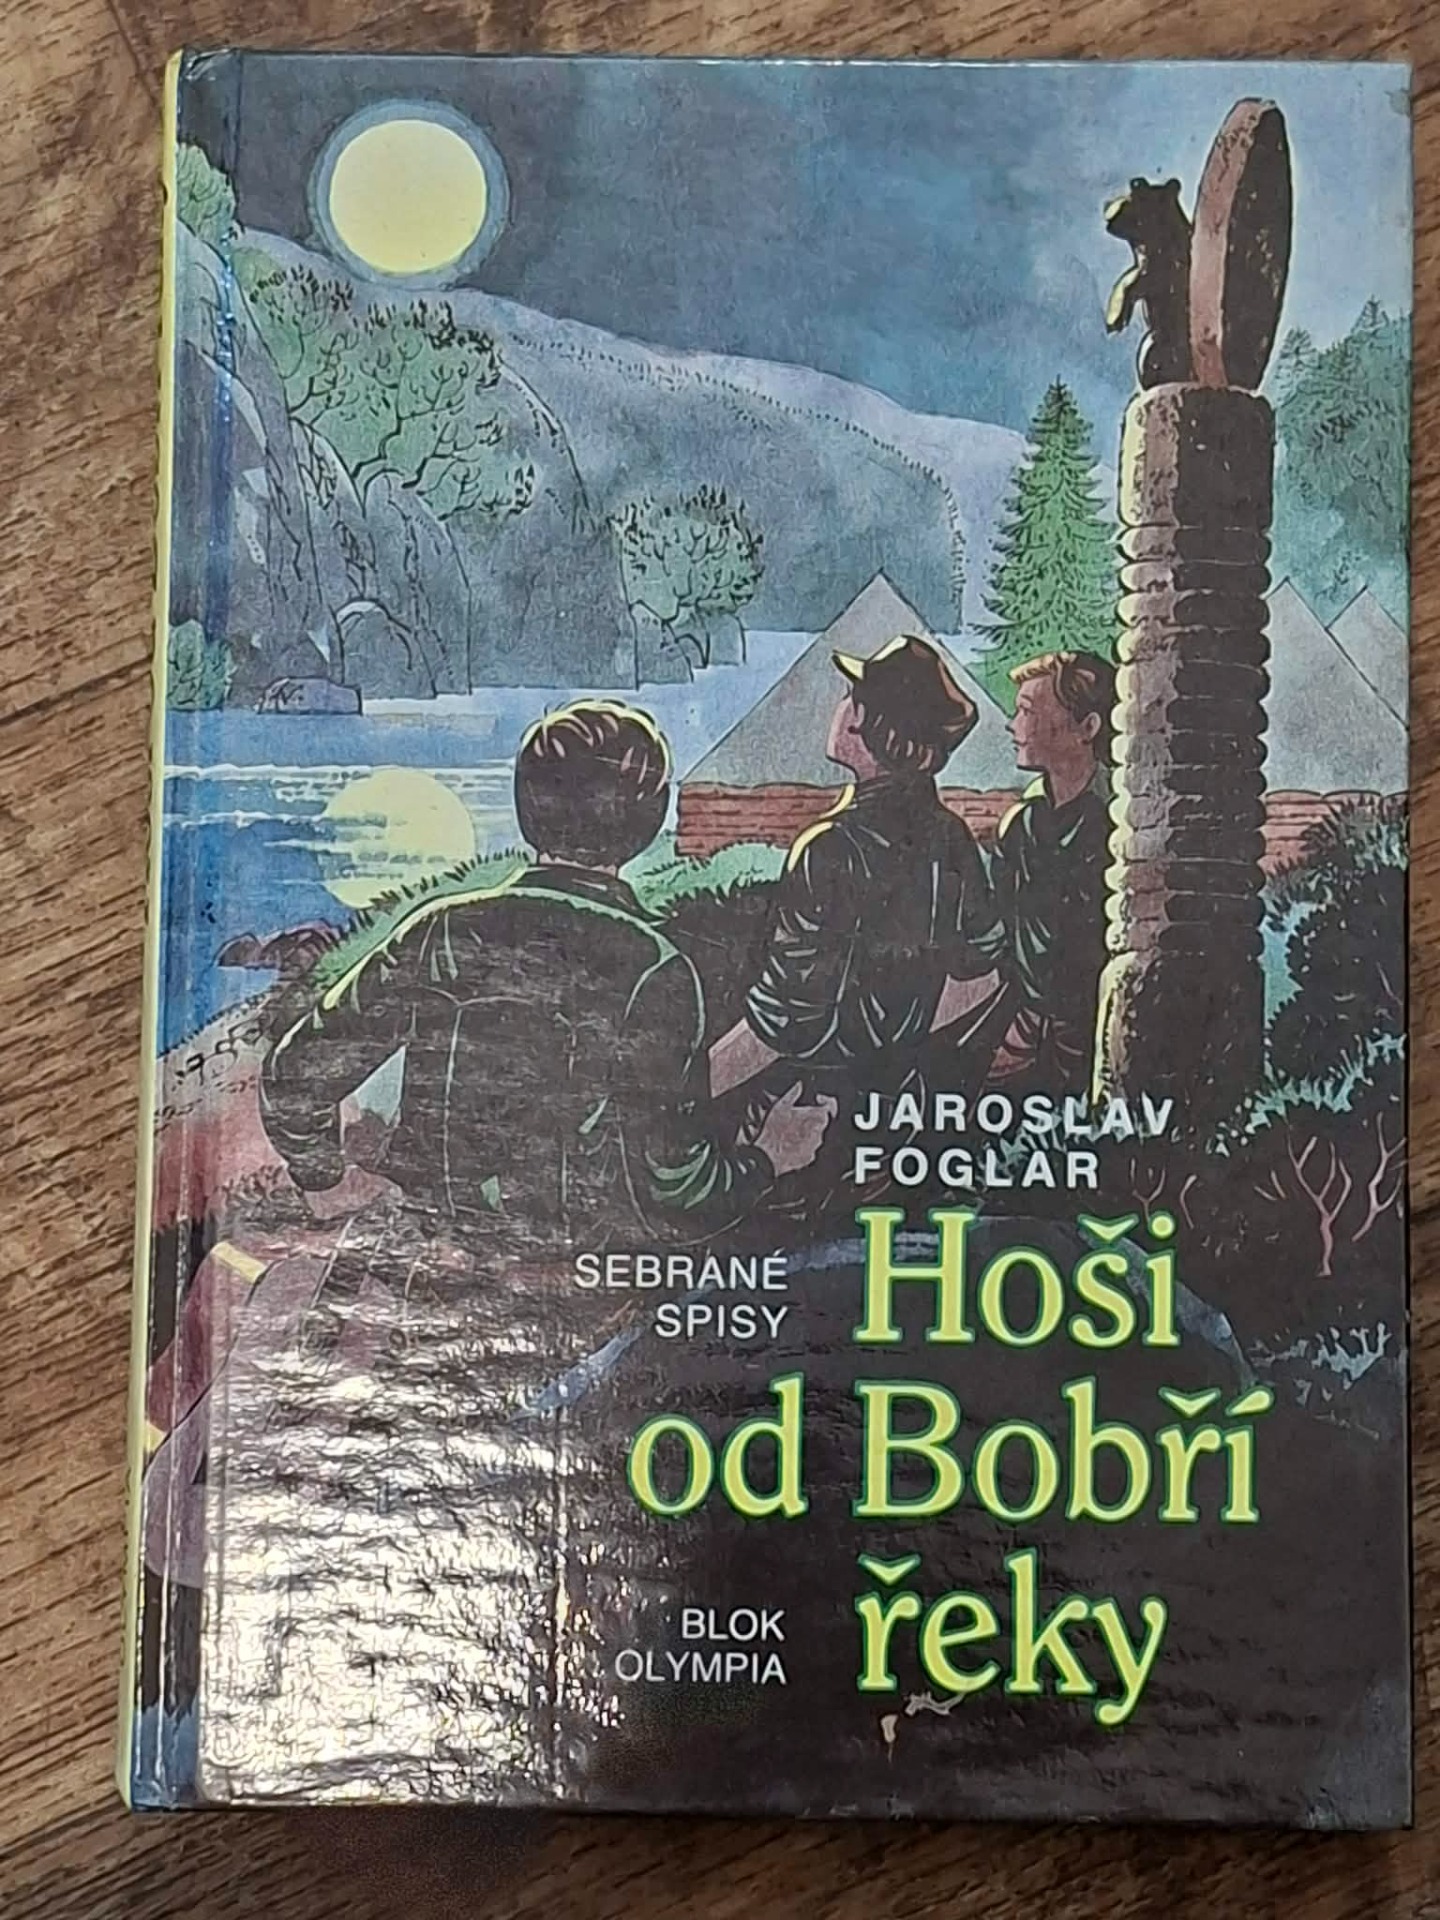 JAROSLAV
FOGLAR
SEBRANÉ
SPISY
Hoši
od Bobří
řeky
BLOK
OLYMPIA